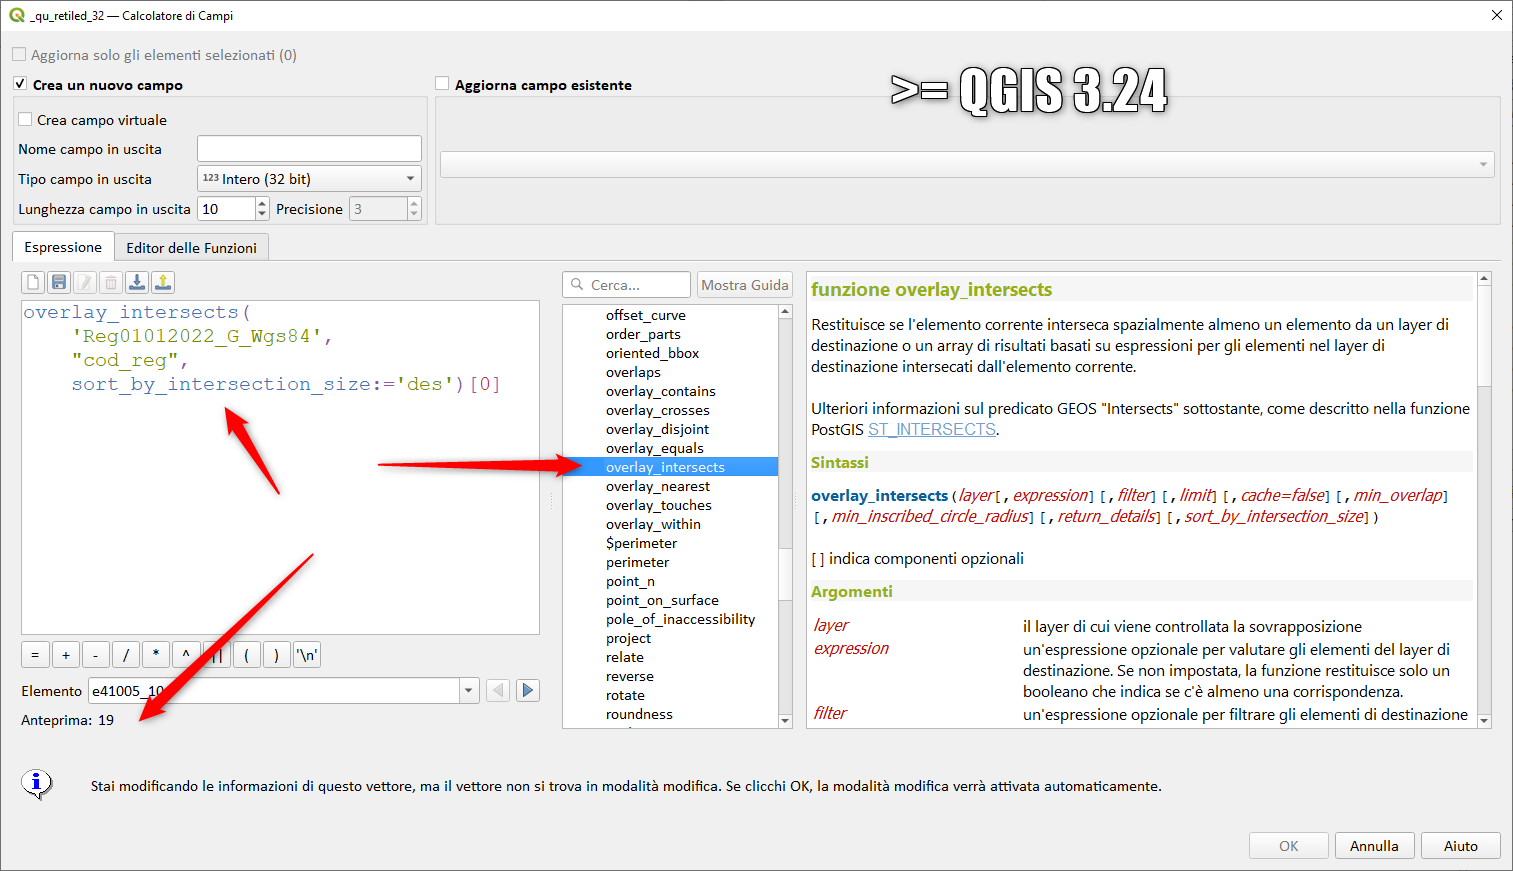 _qu_retiled_32 — Calcolatore di Campi
Aggiorna solo gli elementi selezionati (0)
Crea un nuovo campo
Aggiorna campo esistente
>= QGIS 3.24
Crea campo virtuale
Nome campo in uscita
Tipo campo in uscita
123 Intero (32 bit)
Lunghezza campo in uscita 10 Precisione 3
Espressione
Editor delle Funzioni
overlay_intersects(
'Reg01012022_G_Wgs84',
"cod_reg",
sort_by_intersection_size:='des')[0]
= + - / * ^ || ( ) '\n'
Elemento
Anteprima: 19
Cerca...
Mostra Guida
offset_curve
order_parts
oriented_bbox
overlaps
overlay_contains
overlay_crosses
overlay_disjoint
overlay_equals
overlay_intersects
overlay_nearest
overlay_touches
overlay_within
$perimeter
perimeter
point_n
point_on_surface
pole_of_inaccessibility
project
relate
reverse
rotate
roundness
funzione overlay_intersects
Restituisce se l'elemento corrente interseca spazialmente almeno un elemento da un layer di
destinazione o un array di risultati basati su espressioni per gli elementi nel layer di
destinazione intersecati dall'elemento corrente.
Ulteriori informazioni sul predicato GEOS "Intersects" sottostante, come descritto nella funzione
PostGIS ST_INTERSECTS.
Sintassi
overlay_intersects(layer[,expression][,filter][,limit][,cache=false][,min_overlap]
[,min_inscribed_circle_radius][,return_details][,sort_by_intersection_size])
[ ] indica componenti opzionali
Argomenti
layer
il layer di cui viene controllata la sovrapposizione
expression
un'espressione opzionale per valutare gli elementi del layer di
destinazione. Se non impostata, la funzione restituisce solo un
booleano che indica se c'è almeno una corrispondenza.
filter
un'espressione opzionale per filtrare gli elementi di destinazione
Stai modificando le informazioni di questo vettore, ma il vettore non si trova in modalità modifica. Se clicchi OK, la modalità modifica verrà attivata automaticamente.
OK
Annulla
Aiuto